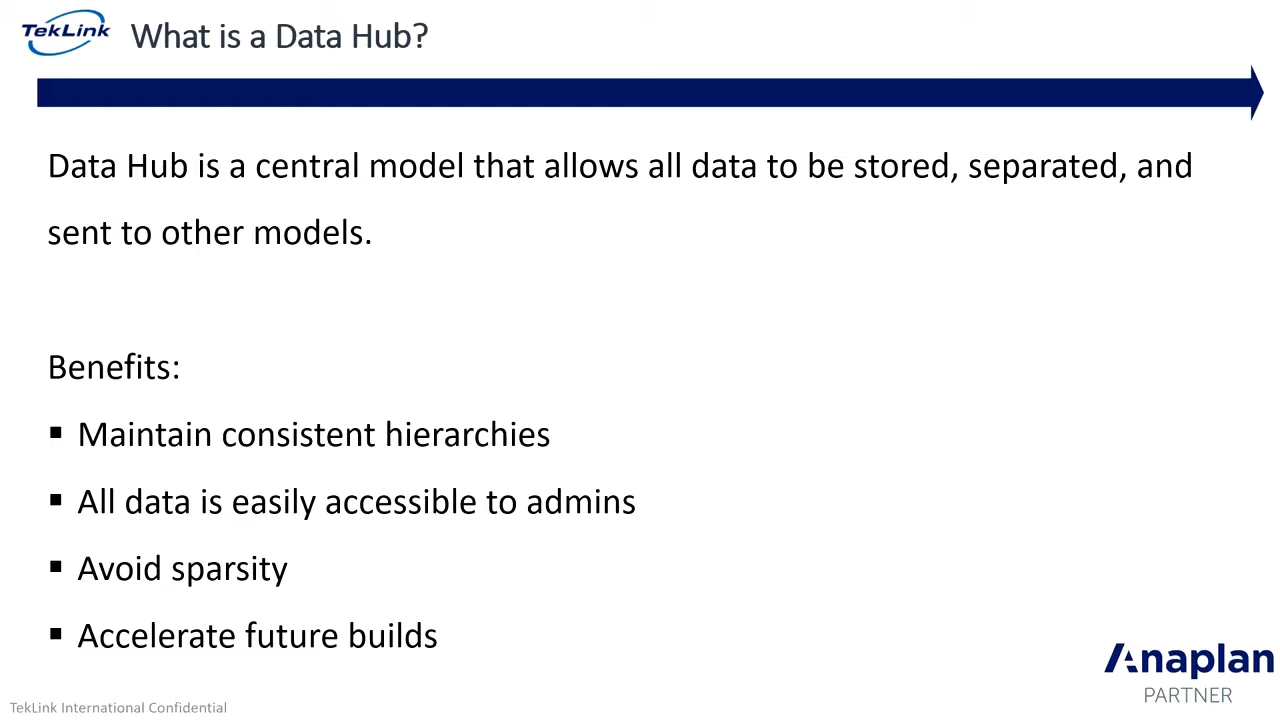 TekLink
What is a Data Hub?
Data Hub is a central model that allows all data to be stored, separated, and
sent to other models.
Benefits:
▪ Maintain consistent hierarchies
▪ All data is easily accessible to admins
▪ Avoid sparsity
▪ Accelerate future builds
Anaplan
PARTNER
TekLink International Confidential